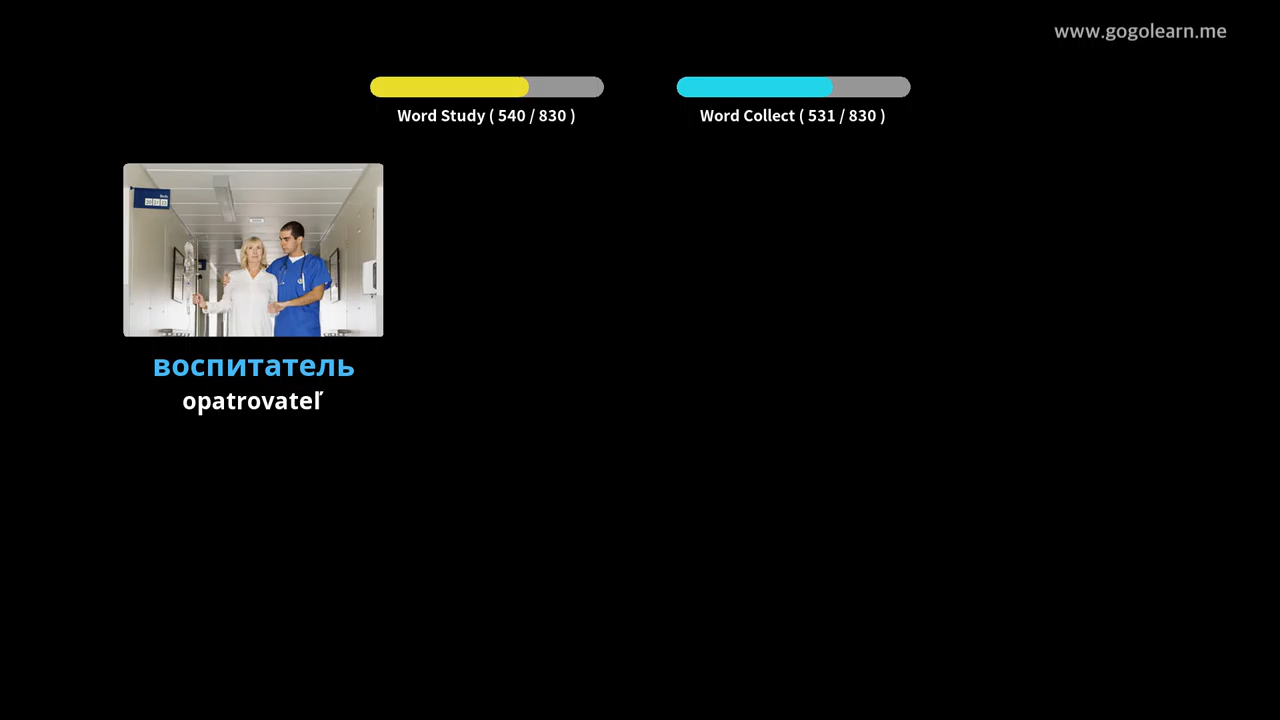 www.gogolearn.me
Word Study ( 540 / 830 )
Word Collect ( 531 / 830 )
воспитатель
opatrovateľ